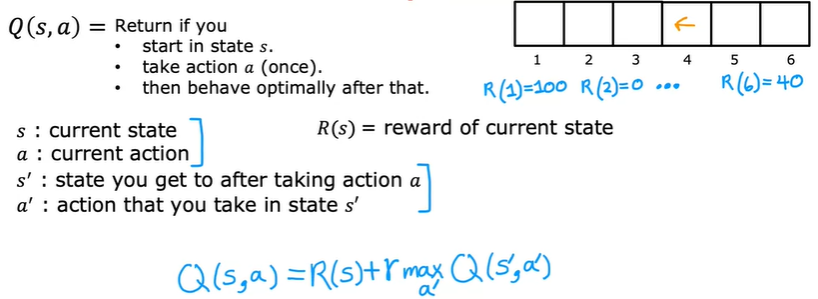 Q(s, a) = Return if you
• start in state s.
• take action a (once).
• then behave optimally after that.
←
1 2 3 4 5 6
R(1)=100 R(2)=0 ... R(6)=40
s : current state
a : current action
R(s) = reward of current state
s′ : state you get to after taking action a
a′ : action that you take in state s′
Q(s,a) = R(s)+γ max Q(s′,a′)
a′